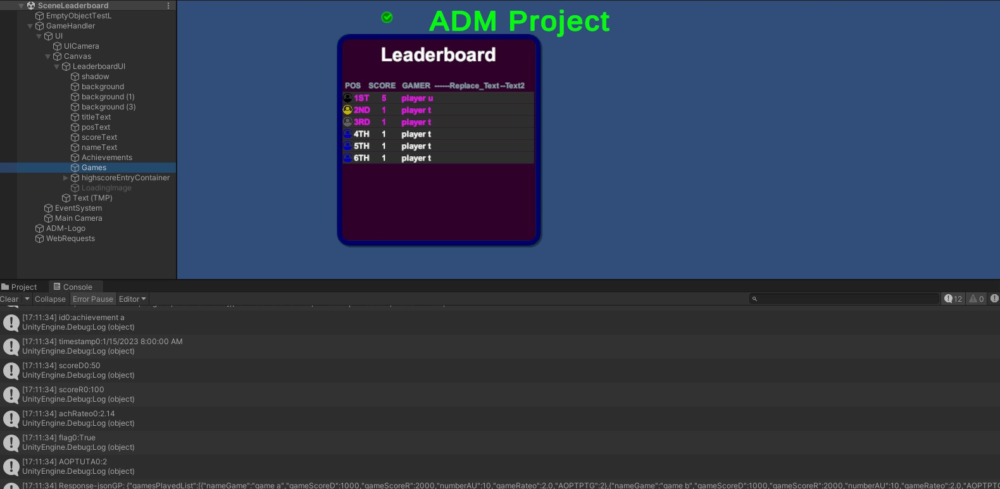 SceneLeaderboard
EmptyObjectTestL
GameHandler
UI
UICamera
Canvas
LeaderboardUI
shadow
background
background (1)
background (3)
titleText
posText
scoreText
nameText
Achievements
Games
highscoreEntryContainer
LoadingImage
Text (TMP)
EventSystem
Main Camera
ADM-Logo
WebRequests
ADM Project
Leaderboard
POS SCORE GAMER ------Replace_Text--Text2
1ST 5 player u
2ND 1 player t
3RD 1 player t
4TH 1 player t
5TH 1 player t
6TH 1 player t
Project Console
Clear Collapse Error Pause Editor 12 0
[17:11:34] id0:achievement a
UnityEngine.Debug:Log (object)
[17:11:34] timestamp0:1/15/2023 8:00:00 AM
UnityEngine.Debug:Log (object)
[17:11:34] scoreD0:50
UnityEngine.Debug:Log (object)
[17:11:34] scoreR0:100
UnityEngine.Debug:Log (object)
[17:11:34] achRateo0:2.14
UnityEngine.Debug:Log (object)
[17:11:34] flag0:True
UnityEngine.Debug:Log (object)
[17:11:34] AOPTUTA0:2
UnityEngine.Debug:Log (object)
[17:11:34] Response-jsonGP: {"gamesPlayedList":[{"nameGame":"game a","gameScoreD":1000,"gameScoreR":2000,"numberAU":10,"gameRateo":2.0,"AOPTPTG":2},{"nameGame":"game b","gameScoreD":1000,"gameScoreR":2000,"numberAU":10,"gameRateo":2.0,"AOPTPTG